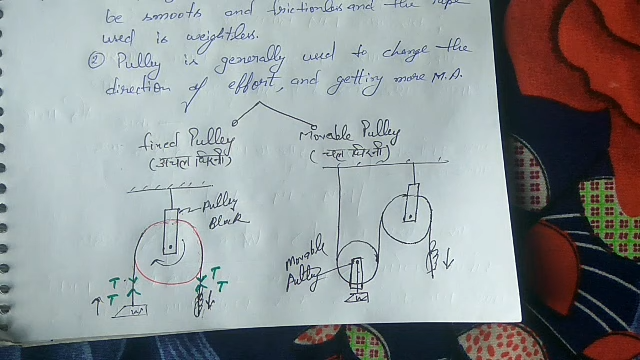 be smooth and frictionless and the rope
used is weightless.
② Pulley is generally used to change the
direction of effort, and getting more M.A.
fixed Pulley
(अचल घिरनी)
Movable Pulley
(चल घिरनी)
Pulley
Block
Movable
Pulley
T T
T T
W
W